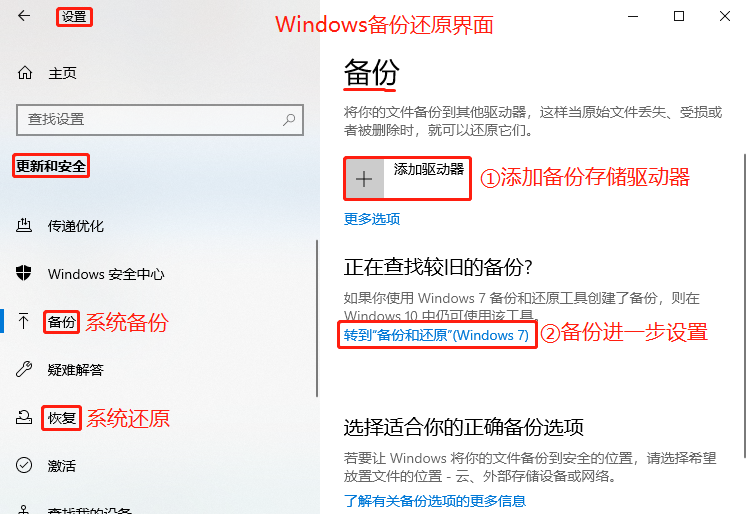 设置
Windows备份还原界面
主页
查找设置
更新和安全
传递优化
Windows 安全中心
备份 系统备份
疑难解答
恢复 系统还原
激活
查找我的设备
备份
将你的文件备份到其他驱动器，这样当原始文件丢失、受损或
者被删除时，就可以还原它们。
添加驱动器 ①添加备份存储驱动器
更多选项
正在查找较旧的备份?
如果你使用 Windows 7 备份和还原工具创建了备份，则在
Windows 10 中仍可使用该工具。
转到“备份和还原”(Windows 7) ②备份进一步设置
选择适合你的正确备份选项
若要让 Windows 将你的文件备份到安全的位置，请选择希望
放置文件的位置 - 云、外部存储设备或网络。
了解有关备份选项的更多信息